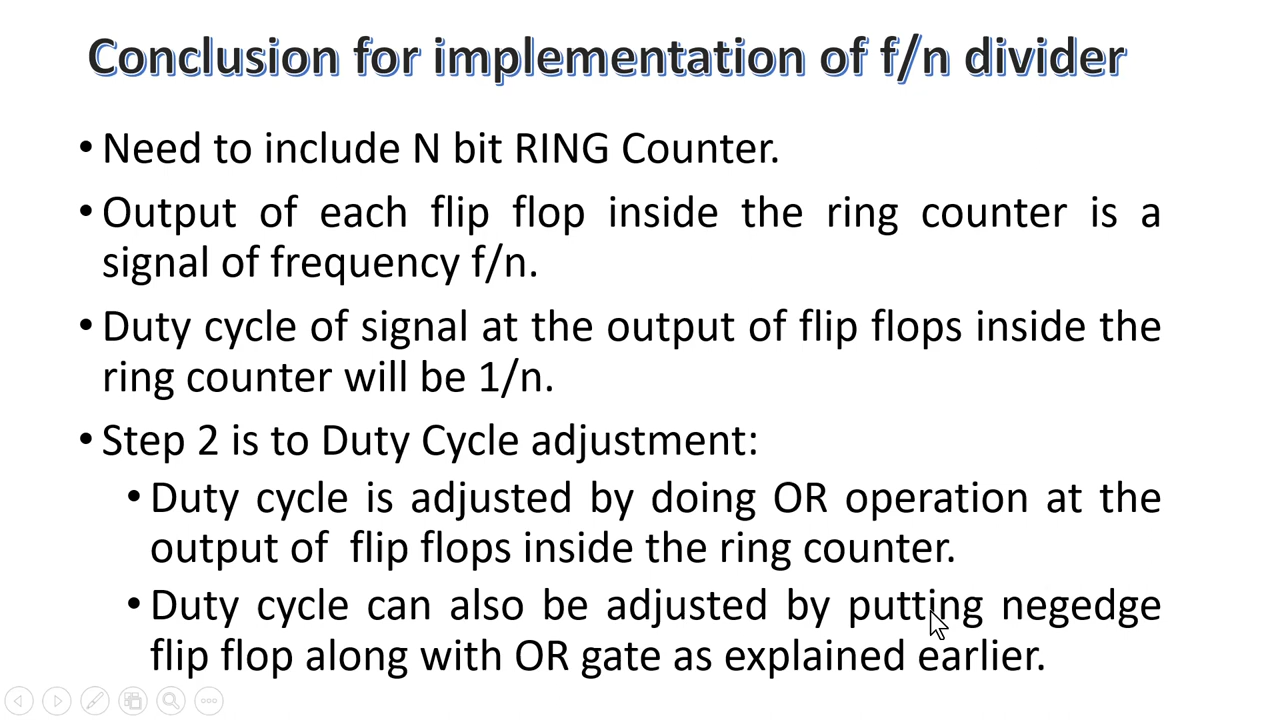 Conclusion for implementation of f/n divider
• Need to include N bit RING Counter.
• Output of each flip flop inside the ring counter is a
signal of frequency f/n.
• Duty cycle of signal at the output of flip flops inside the
ring counter will be 1/n.
• Step 2 is to Duty Cycle adjustment:
• Duty cycle is adjusted by doing OR operation at the
output of flip flops inside the ring counter.
• Duty cycle can also be adjusted by putting negedge
flip flop along with OR gate as explained earlier.